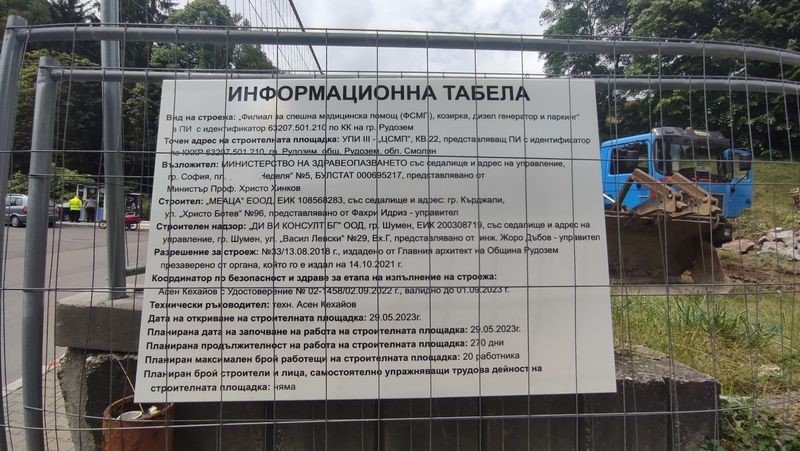 ИНФОРМАЦИОННА ТАБЕЛА
Вид на строежа: „Филиал за спешна медицинска помощ (ФСМП), козирка, дизел генератор и паркинг"
в ПИ с идентификатор 63207.501.210 по КК на гр. Рудозем
Точен адрес на строителната площадка: УПИ III - „ЦСМП", КВ.22, представляващ ПИ с идентификатор
по КККР 63207.501.210, гр. Рудозем, общ. Рудозем, обл. Смолян
Възложител: МИНИСТЕРСТВО НА ЗДРАВЕОПАЗВАНЕТО със седалище и адрес на управление,
гр. София, пл. Неделя" №5, БУЛСТАТ 000695217, представлявано от
Министър Проф. Христо Хинков
Строител: „МЕАЦА" ЕООД, ЕИК 108568283, със седалище и адрес: гр. Кърджали,
ул. „Христо Ботев" №96, представлявано от Фахри Идриз - управител
Строителен надзор: „ДИ ВИ КОНСУЛТ БГ" ООД, гр. Шумен, ЕИК 200308719, със седалище и адрес на
управление, гр. Шумен, ул. „Васил Левски" №29, Вх.Г, представлявано от инж. Жоро Дъбов - управител
Разрешение за строеж: №33/13.08.2018 г., издадено от Главния архитект на Община Рудозем
презаверено от органа, който го е издал на 14.10.2021 г.
Координатор по безопасност и здраве за етапа на изпълнение на строежа:
Асен Кехайов с Удостоверение № 02-1458/02.09.2022 г., валидно до 01.09.2023 г.
Технически ръководител: техн. Асен Кехайов
Дата на откриване на строителната площадка: 29.05.2023г.
Планирана дата на започване на работа на строителната площадка: 29.05.2023г.
Планирана продължителност на работа на строителната площадка: 270 дни
Планиран максимален брой работещи на строителната площадка: 20 работника
Планиран брой строители и лица, самостоятелно упражняващи трудова дейност на
строителната площадка: няма